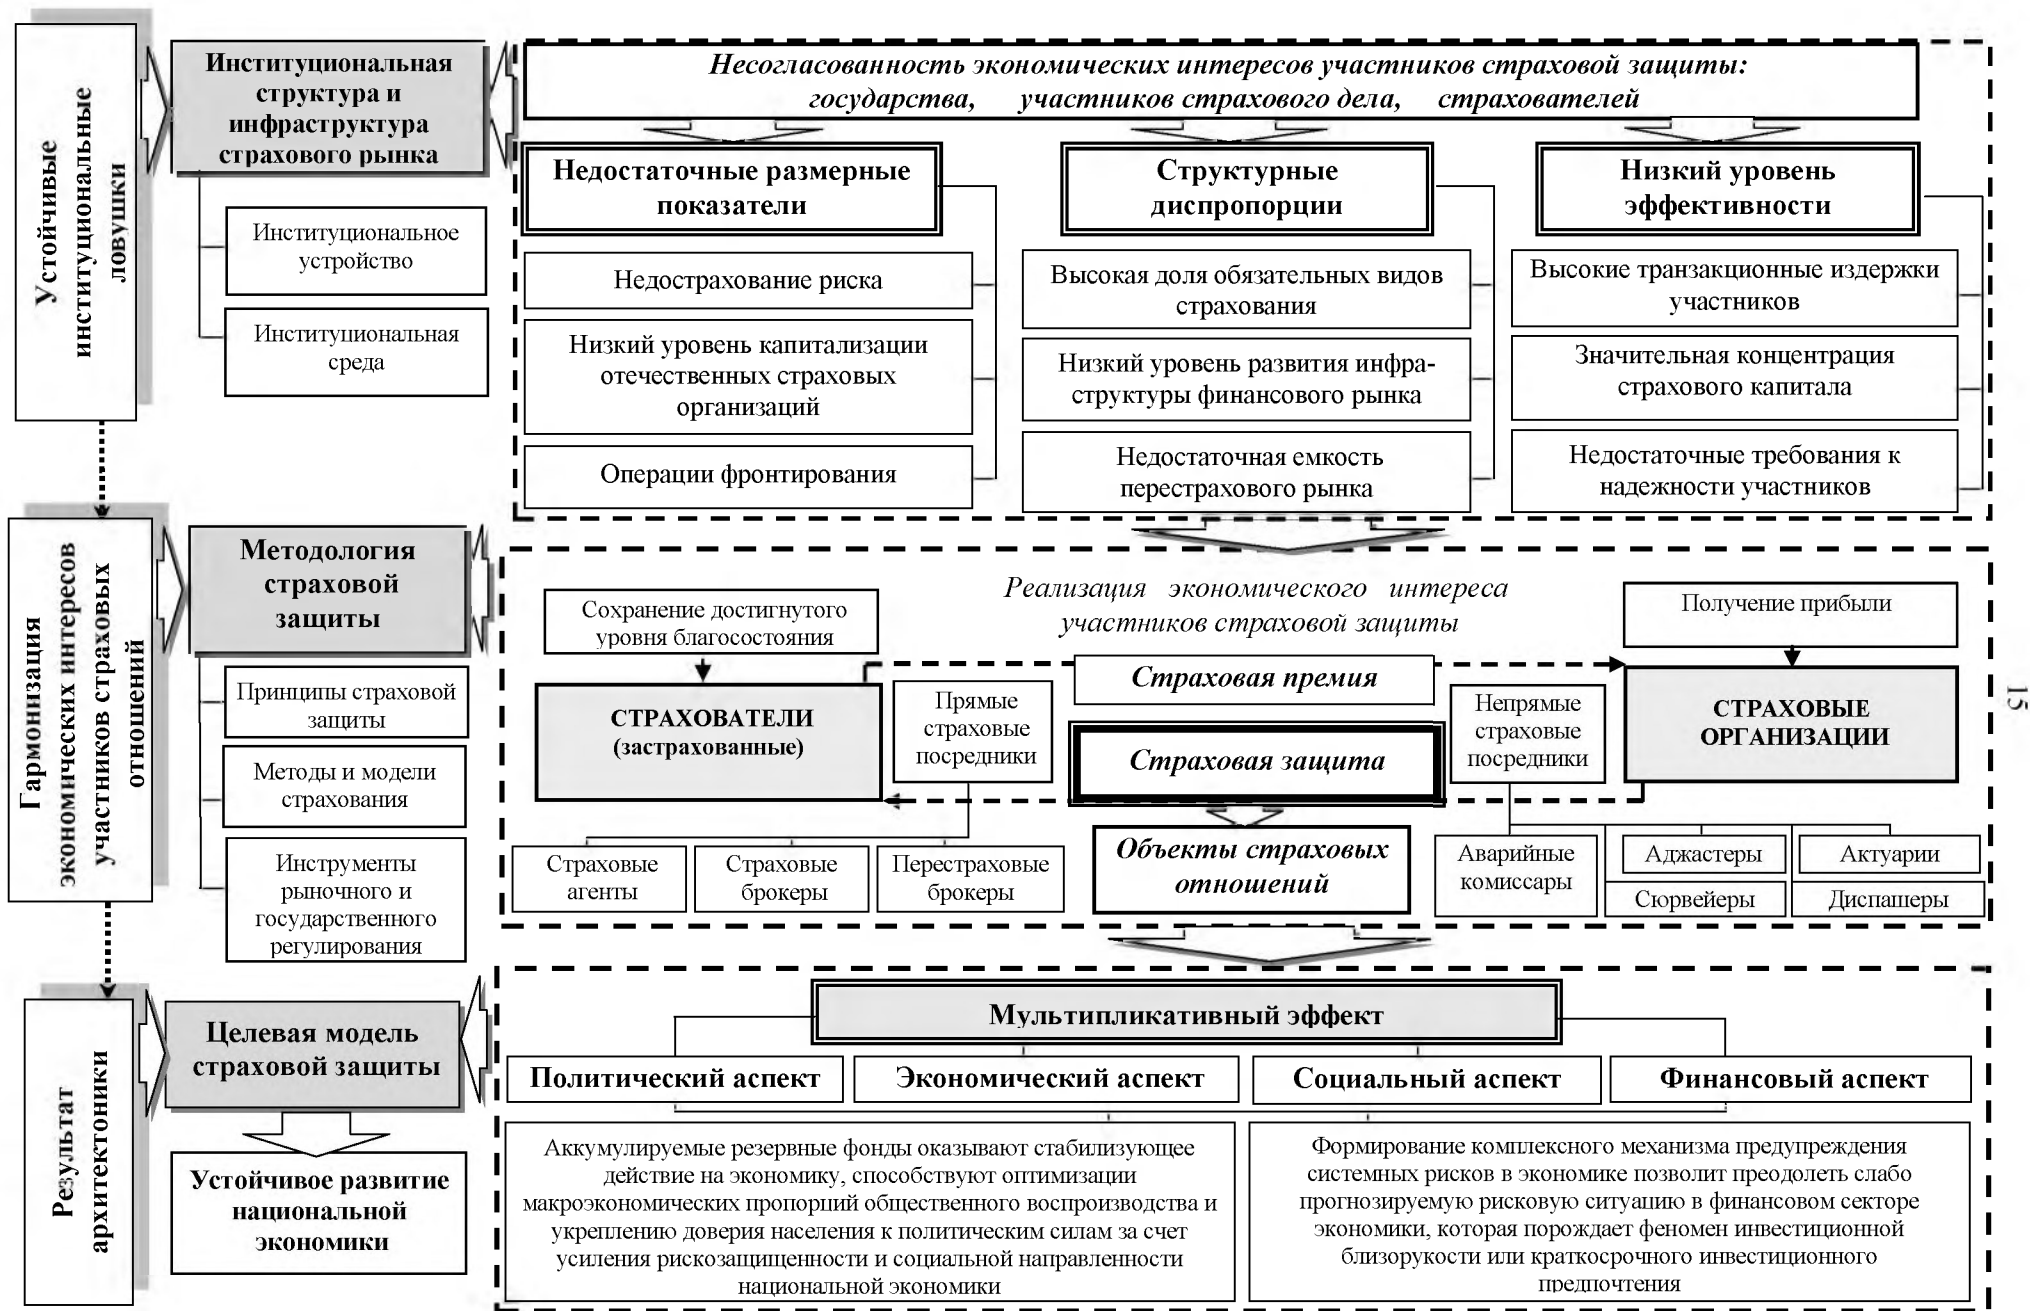 Устойчивые
институциональные
ловушки
Институциональная
структура и
инфраструктура
страхового рынка
Институциональное
устройство
Институциональная
среда
Несогласованность экономических интересов участников страховой защиты:
государства, участников страхового дела, страхователей
Недостаточные размерные
показатели
Недострахование риска
Низкий уровень капитализации
отечественных страховых
организаций
Операции фронтирования
Структурные
диспропорции
Высокая доля обязательных видов
страхования
Низкий уровень развития инфра-
структуры финансового рынка
Недостаточная емкость
перестрахового рынка
Низкий уровень
эффективности
Высокие транзакционные издержки
участников
Значительная концентрация
страхового капитала
Недостаточные требования к
надежности участников
Гармонизация
экономических интересов
участников страховых
отношений
Методология
страховой
защиты
Принципы страховой
защиты
Методы и модели
страхования
Инструменты
рыночного и
государственного
регулирования
Реализация экономического интереса
участников страховой защиты
Сохранение достигнутого
уровня благосостояния
Получение прибыли
СТРАХОВАТЕЛИ
(застрахованные)
Прямые
страховые
посредники
Страховая премия
Страховая защита
Непрямые
страховые
посредники
СТРАХОВЫЕ
ОРГАНИЗАЦИИ
Страховые
агенты
Страховые
брокеры
Перестраховые
брокеры
Объекты страховых
отношений
Аварийные
комиссары
Аджастеры
Актуарии
Сюрвейеры
Диспашеры
15
Результат
архитектоники
Целевая модель
страховой защиты
Устойчивое развитие
национальной
экономики
Мультипликативный эффект
Политический аспект
Экономический аспект
Социальный аспект
Финансовый аспект
Аккумулируемые резервные фонды оказывают стабилизующее
действие на экономику, способствуют оптимизации
макроэкономических пропорций общественного воспроизводства и
укреплению доверия населения к политическим силам за счет
усиления рискозащищенности и социальной направленности
национальной экономики
Формирование комплексного механизма предупреждения
системных рисков в экономике позволит преодолеть слабо
прогнозируемую рисковую ситуацию в финансовом секторе
экономики, которая порождает феномен инвестиционной
близорукости или краткосрочного инвестиционного
предпочтения